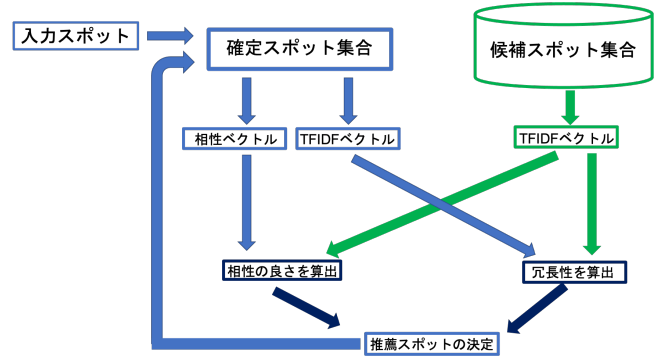 入力スポット
確定スポット集合
候補スポット集合
相性ベクトル
TFIDFベクトル
TFIDFベクトル
相性の良さを算出
冗長性を算出
推薦スポットの決定